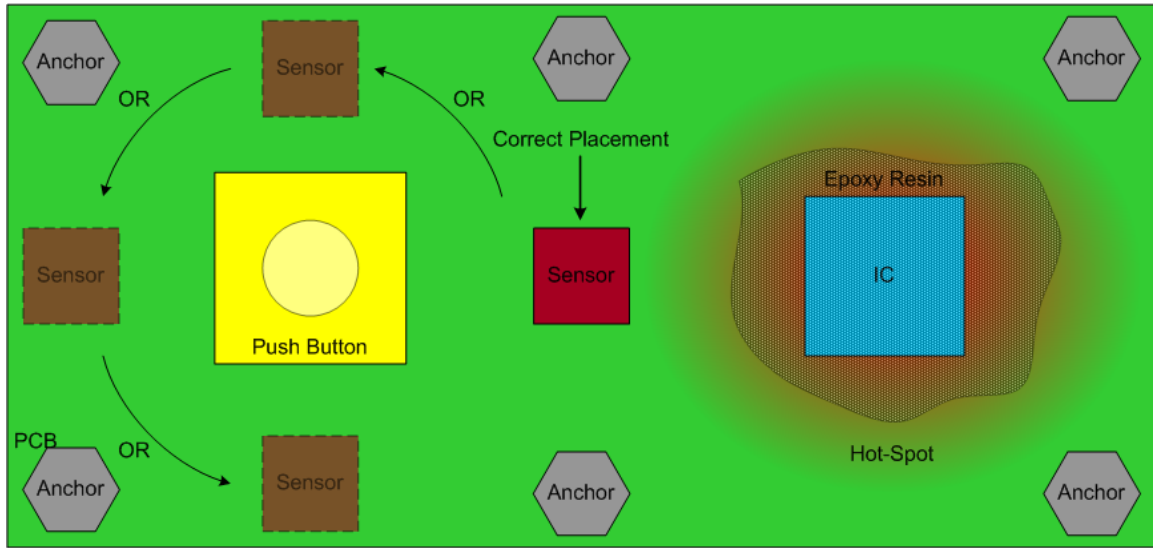 Anchor
Sensor
Anchor
Anchor
OR
OR
Correct Placement
Epoxy Resin
Sensor
Sensor
IC
Push Button
PCB
OR
Hot-Spot
Anchor
Sensor
Anchor
Anchor